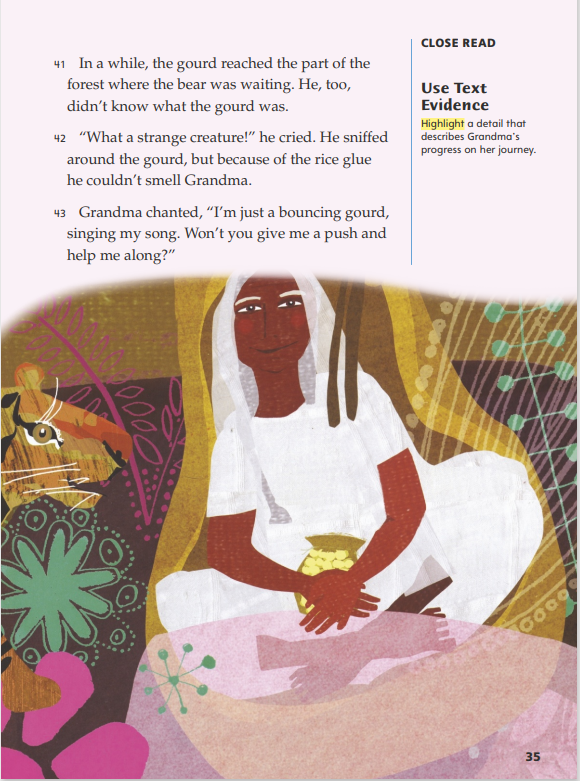 41 In a while, the gourd reached the part of the
forest where the bear was waiting. He, too,
didn’t know what the gourd was.
42 “What a strange creature!” he cried. He sniffed
around the gourd, but because of the rice glue
he couldn’t smell Grandma.
43 Grandma chanted, “I’m just a bouncing gourd,
singing my song. Won’t you give me a push and
help me along?”
CLOSE READ
Use Text
Evidence
Highlight a detail that
describes Grandma’s
progress on her journey.
35